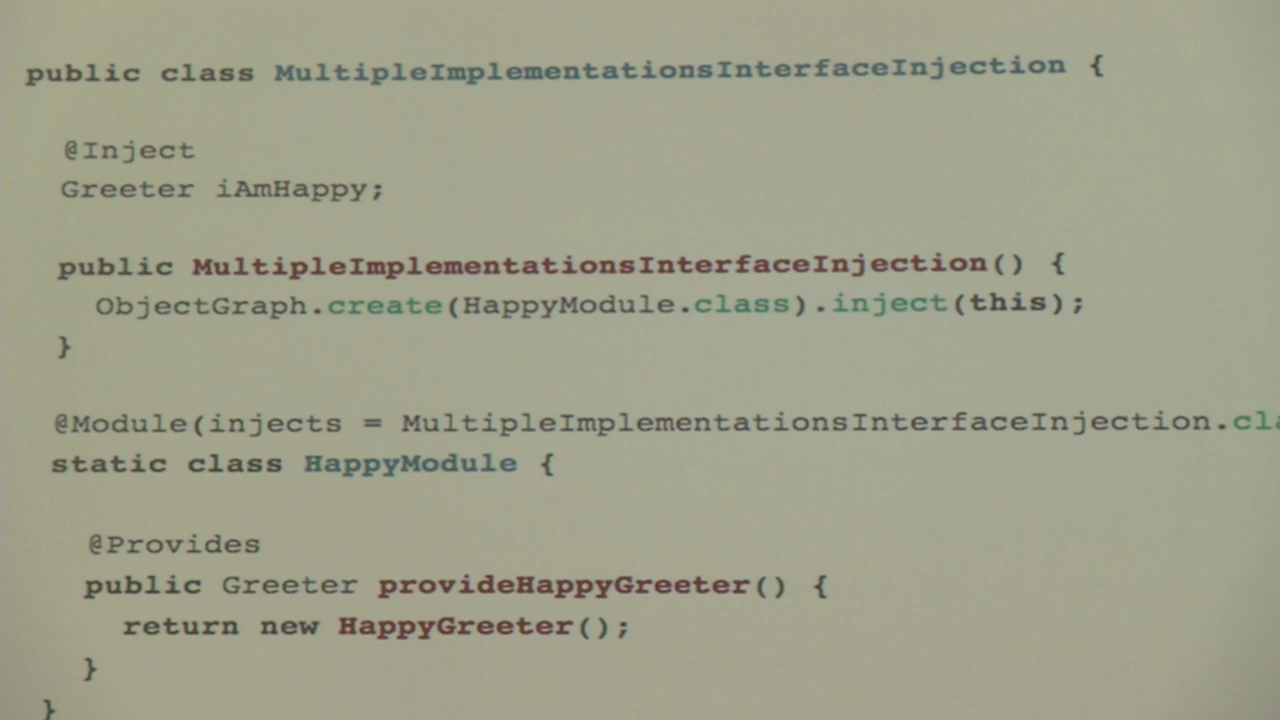 public class MultipleImplementationsInterfaceInjection {
@Inject
Greeter iAmHappy;
public MultipleImplementationsInterfaceInjection() {
ObjectGraph.create(HappyModule.class).inject(this);
}
@Module(injects = MultipleImplementationsInterfaceInjection.cla
static class HappyModule {
@Provides
public Greeter provideHappyGreeter() {
return new HappyGreeter();
}
}